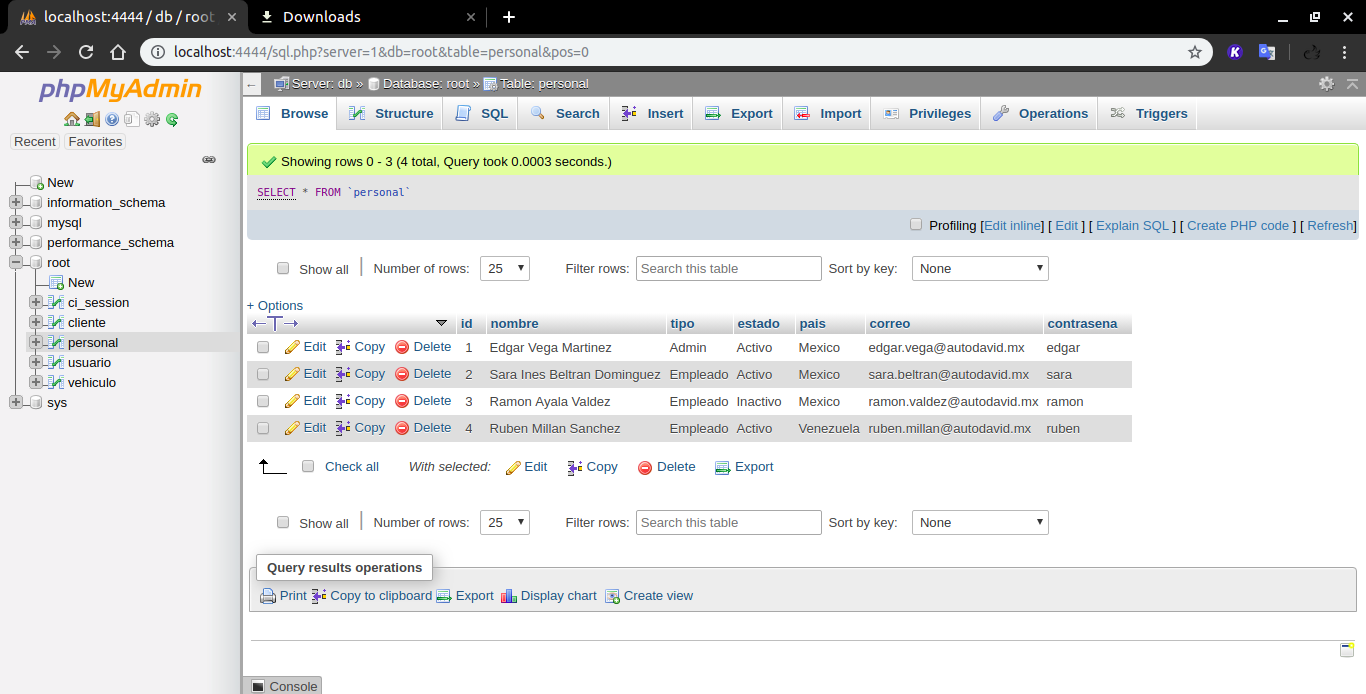 localhost:4444 / db / root
Downloads
localhost:4444/sql.php?server=1&db=root&table=personal&pos=0
phpMyAdmin
Recent
Favorites
New
information_schema
mysql
performance_schema
root
New
ci_session
cliente
personal
usuario
vehiculo
sys
Server: db » Database: root » Table: personal
Browse Structure SQL Search Insert Export Import Privileges Operations Triggers
Showing rows 0 - 3 (4 total, Query took 0.0003 seconds.)
SELECT * FROM `personal`
Profiling [Edit inline] [ Edit ] [ Explain SQL ] [ Create PHP code ] [ Refresh]
Show all | Number of rows: 25 Filter rows: Search this table Sort by key: None
+ Options
id nombre tipo estado pais correo contrasena
Edit Copy Delete 1 Edgar Vega Martinez Admin Activo Mexico edgar.vega@autodavid.mx edgar
Edit Copy Delete 2 Sara Ines Beltran Dominguez Empleado Activo Mexico sara.beltran@autodavid.mx sara
Edit Copy Delete 3 Ramon Ayala Valdez Empleado Inactivo Mexico ramon.valdez@autodavid.mx ramon
Edit Copy Delete 4 Ruben Millan Sanchez Empleado Activo Venezuela ruben.millan@autodavid.mx ruben
Check all With selected: Edit Copy Delete Export
Show all | Number of rows: 25 Filter rows: Search this table Sort by key: None
Query results operations
Print Copy to clipboard Export Display chart Create view
Console